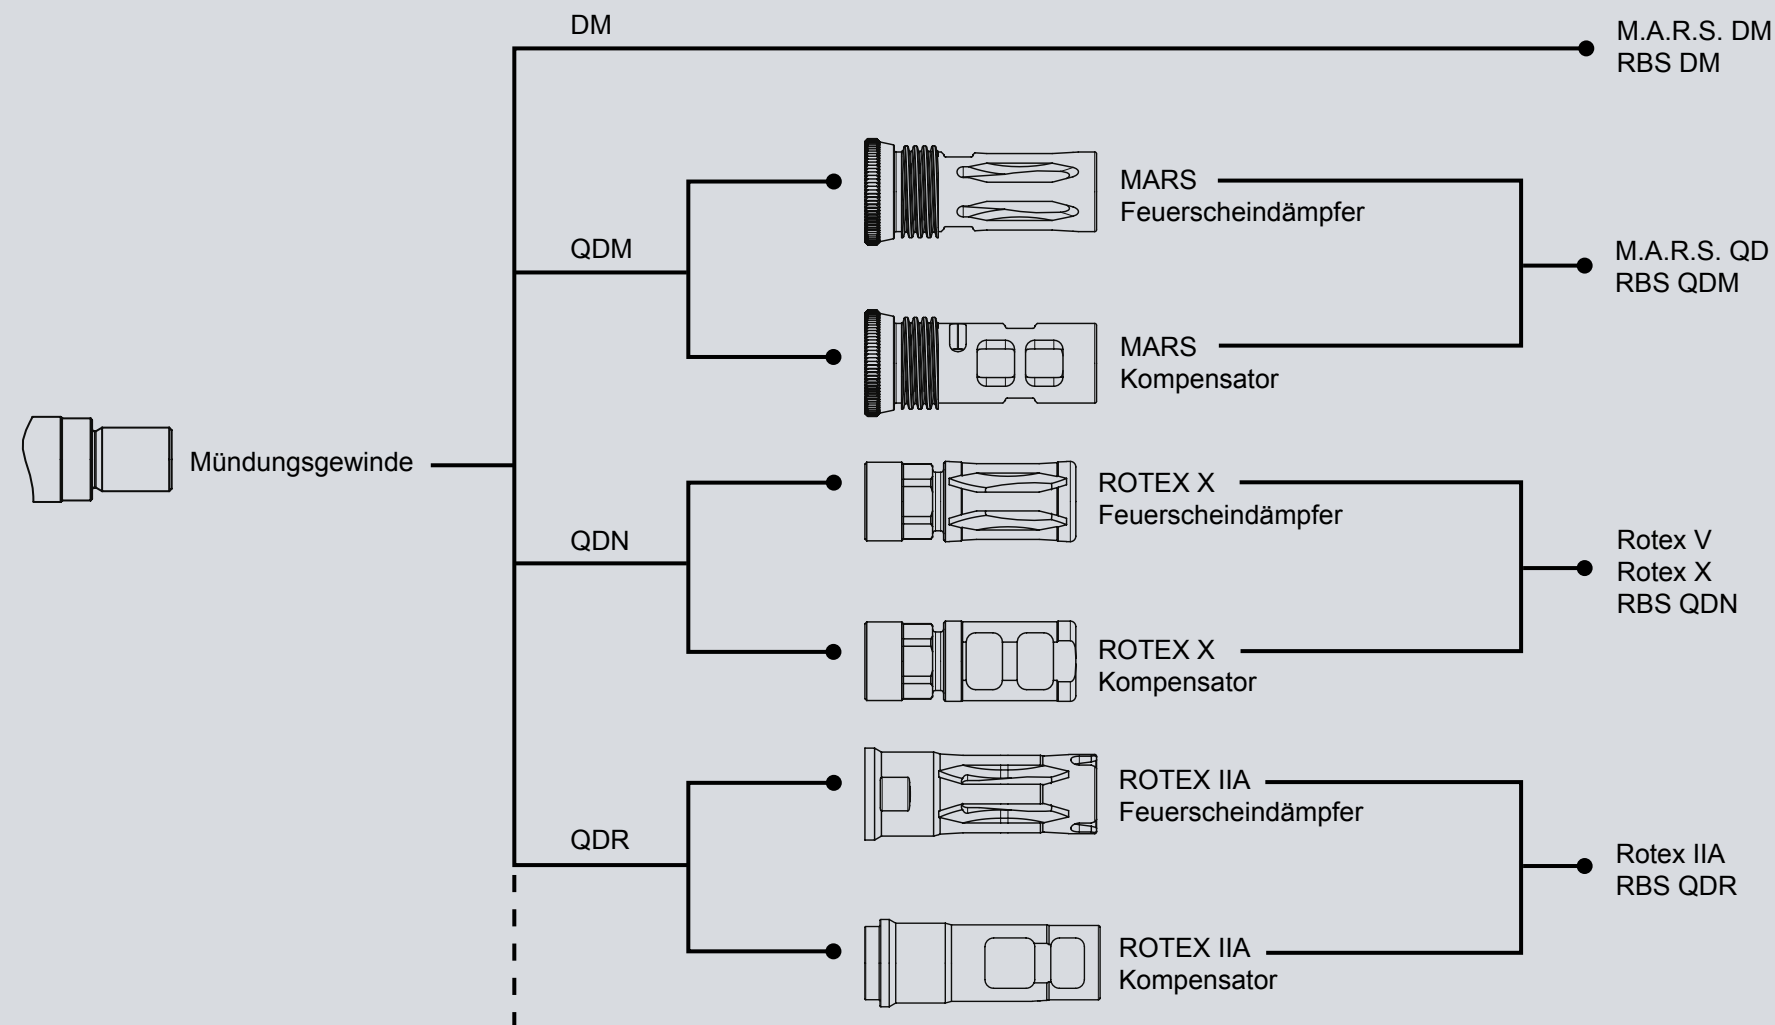 DM
M.A.R.S. DM
RBS DM
MARS
Feuerscheindämpfer
QDM
M.A.R.S. QD
RBS QDM
MARS
Kompensator
Mündungsgewinde
ROTEX X
Feuerscheindämpfer
QDN
Rotex V
Rotex X
RBS QDN
ROTEX X
Kompensator
ROTEX IIA
Feuerscheindämpfer
QDR
Rotex IIA
RBS QDR
ROTEX IIA
Kompensator